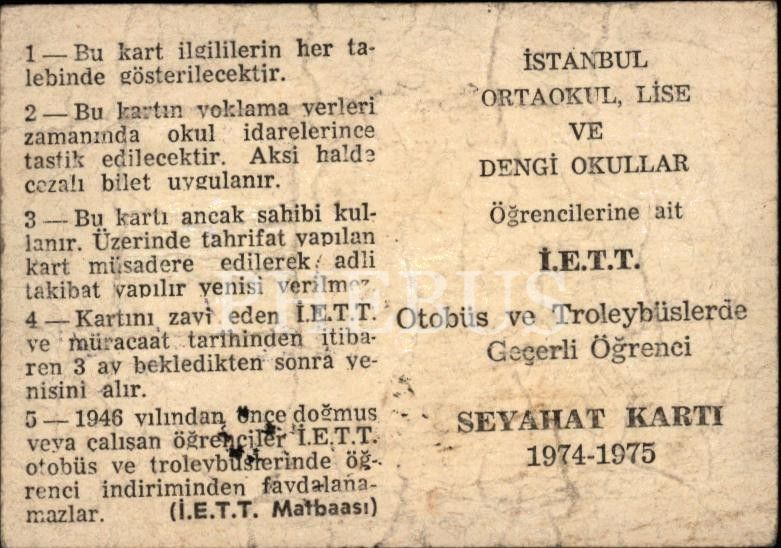 1 — Bu kart ilgililerin her ta-
lebinde gösterilecektir.
2 — Bu kartın yoklama yerleri
zamanında okul idarelerince
tastik edilecektir. Aksi halde
cezalı bilet uygulanır.
3 — Bu kartı ancak sahibi kul-
lanır. Üzerinde tahrifat yapılan
kart müsadere edilerek adli
takibat yapılır yenisi verilmez.
4 — Kartını zayi eden İ.E.T.T.
ye müracaat tarihinden itiba-
ren 3 ay bekledikten sonra ye-
nisini alır.
5 — 1946 yılından önce doğmuş
veya çalışan öğrenciler İ.E.T.T.
otobüs ve troleybüslerinde öğ-
renci indiriminden faydalana-
mazlar. (İ.E.T.T. Matbaası)
İSTANBUL
ORTAOKUL, LİSE
VE
DENGİ OKULLAR
Öğrencilerine ait
İ.E.T.T.
Otobüs ve Troleybüslerde
Geçerli Öğrenci
SEYAHAT KARTI
1974-1975
PHEBUS